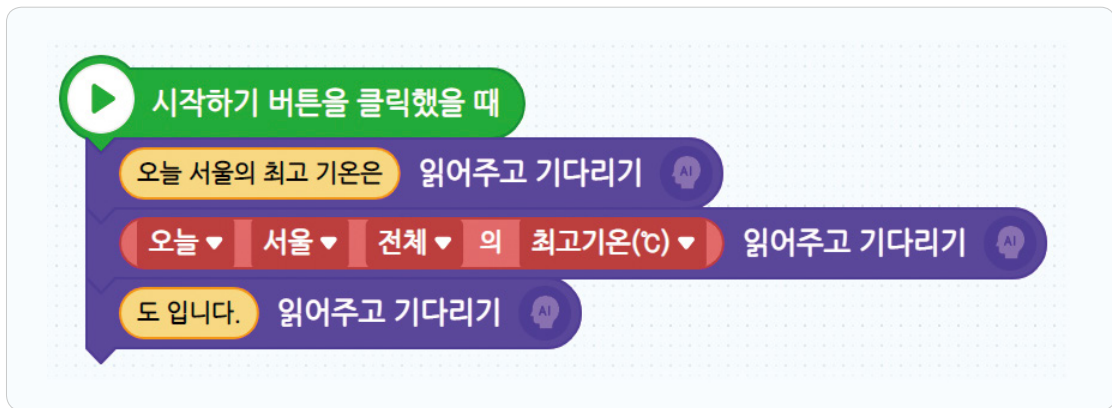 시작하기 버튼을 클릭했을 때
오늘 서울의 최고 기온은 읽어주고 기다리기 AI
오늘 서울 전체 의 최고기온(℃) 읽어주고 기다리기 AI
도 입니다. 읽어주고 기다리기 AI